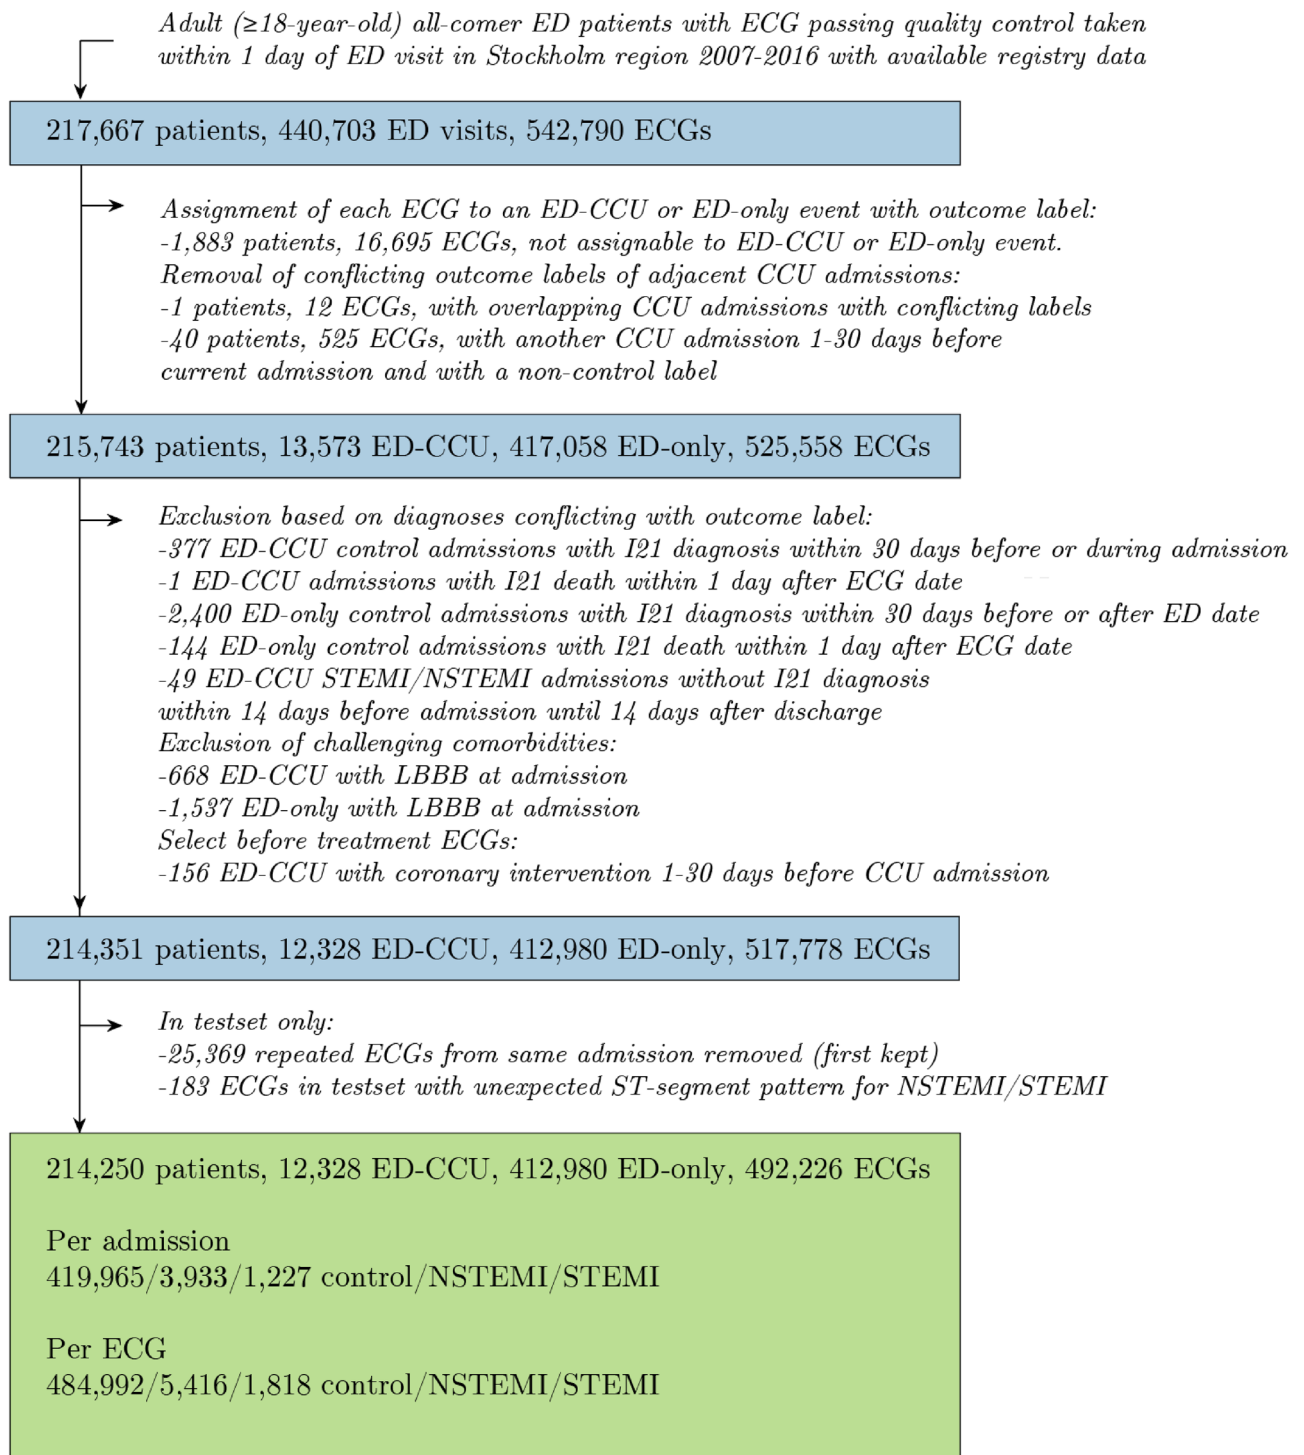 Adult (≥18-year-old) all-comer ED patients with ECG passing quality control taken
within 1 day of ED visit in Stockholm region 2007-2016 with available registry data
217,667 patients, 440,703 ED visits, 542,790 ECGs
Assignment of each ECG to an ED-CCU or ED-only event with outcome label:
-1,883 patients, 16,695 ECGs, not assignable to ED-CCU or ED-only event.
Removal of conflicting outcome labels of adjacent CCU admissions:
-1 patients, 12 ECGs, with overlapping CCU admissions with conflicting labels
-40 patients, 525 ECGs, with another CCU admission 1-30 days before
current admission and with a non-control label
215,743 patients, 13,573 ED-CCU, 417,058 ED-only, 525,558 ECGs
Exclusion based on diagnoses conflicting with outcome label:
-377 ED-CCU control admissions with I21 diagnosis within 30 days before or during admission
-1 ED-CCU admissions with I21 death within 1 day after ECG date
-2,400 ED-only control admissions with I21 diagnosis within 30 days before or after ED date
-144 ED-only control admissions with I21 death within 1 day after ECG date
-49 ED-CCU STEMI/NSTEMI admissions without I21 diagnosis
within 14 days before admission until 14 days after discharge
Exclusion of challenging comorbidities:
-668 ED-CCU with LBBB at admission
-1,537 ED-only with LBBB at admission
Select before treatment ECGs:
-156 ED-CCU with coronary intervention 1-30 days before CCU admission
214,351 patients, 12,328 ED-CCU, 412,980 ED-only, 517,778 ECGs
In testset only:
-25,369 repeated ECGs from same admission removed (first kept)
-183 ECGs in testset with unexpected ST-segment pattern for NSTEMI/STEMI
214,250 patients, 12,328 ED-CCU, 412,980 ED-only, 492,226 ECGs
Per admission
419,965/3,933/1,227 control/NSTEMI/STEMI
Per ECG
484,992/5,416/1,818 control/NSTEMI/STEMI